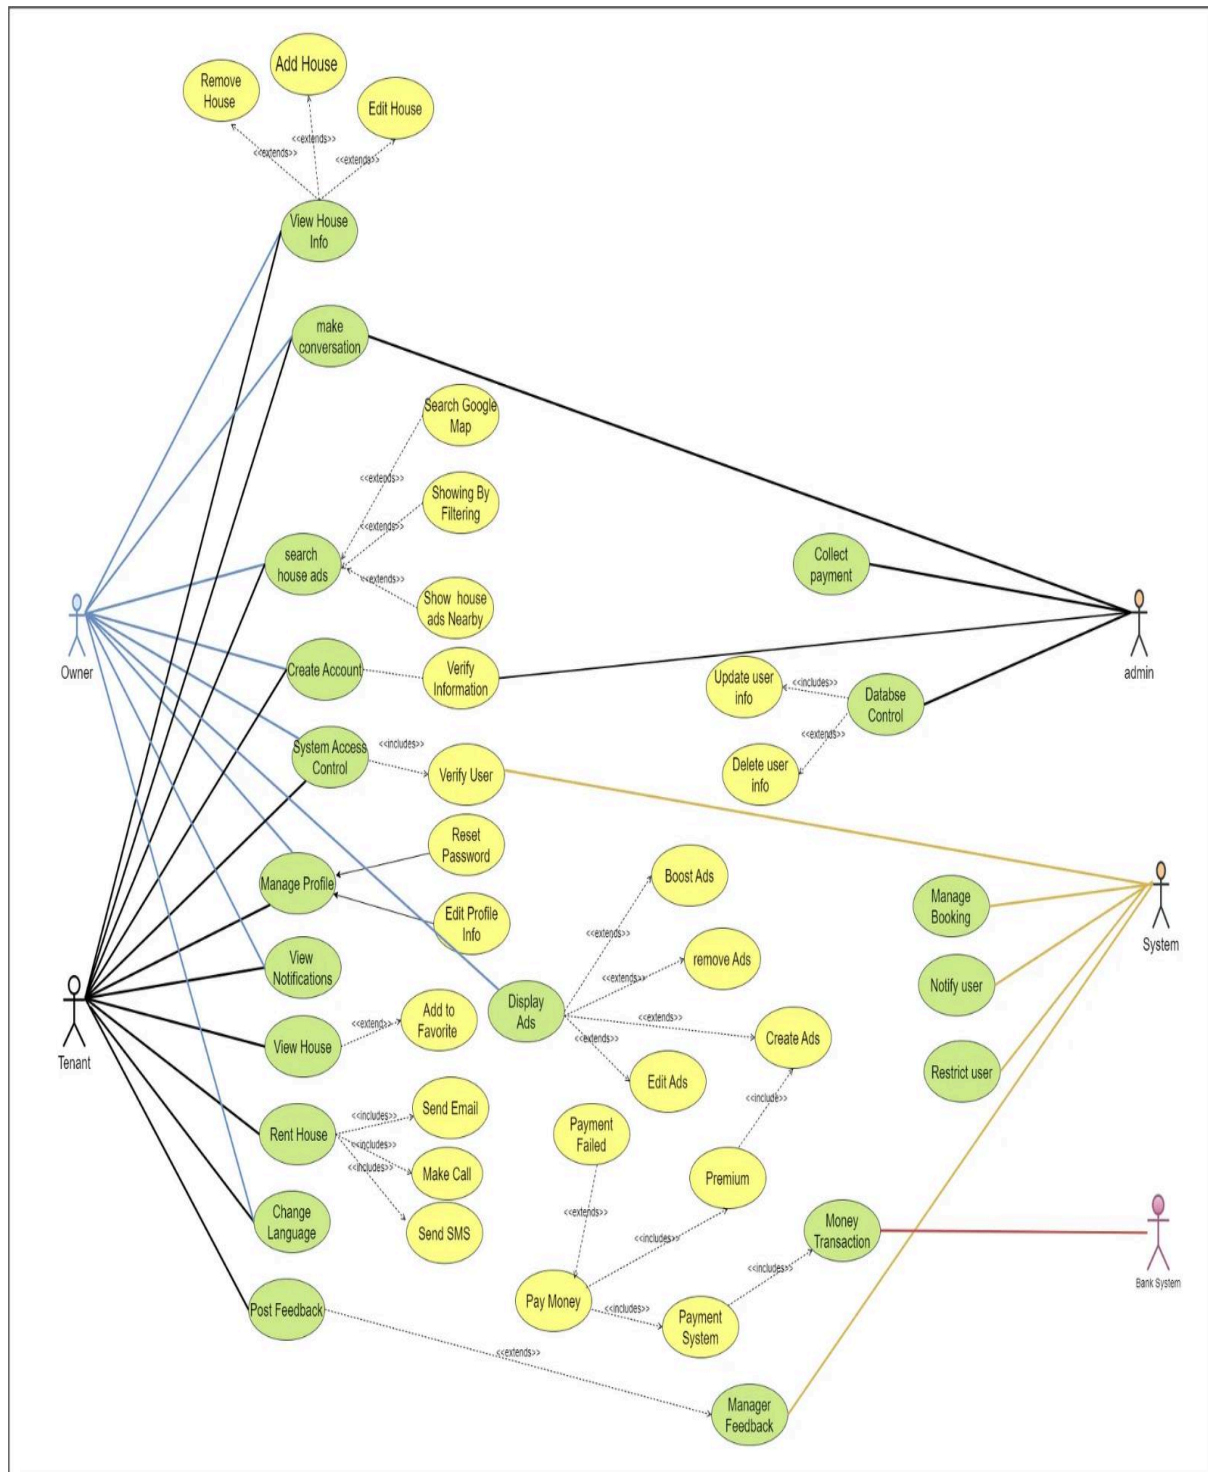 Add House
Remove
House
Edit House
<<extends>>
<<extends>>
<<extends>>
View House
Info
make
conversation
Search Google
Map
<<extends>>
Showing By
Filtering
<<extends>>
search
house ads
<<extends>>
Show house
ads Nearby
Collect
payment
Owner
admin
Create Account
Verify
Information
Update user
info
<<includes>>
Databse
Control
<<extends>>
Delete user
info
System Access
Control
<<includes>>
Verify User
Reset
Password
Manage Profile
Edit Profile
Info
Boost Ads
<<extends>>
remove Ads
<<extends>>
Manage
Booking
System
View
Notifications
Notify user
Display
Ads
<<extends>>
Create Ads
<<extends>>
Edit Ads
Tenant
View House
<<extend>>
Add to
Favorite
Restrict user
Rent House
<<includes>>
Send Email
<<includes>>
Make Call
<<includes>>
Send SMS
Payment
Failed
<<include>>
Premium
<<extends>>
<<includes>>
Change
Language
Money
Transaction
<<includes>>
Bank System
Post Feedback
Pay Money
<<includes>>
Payment
System
<<extends>>
Manager
Feedback